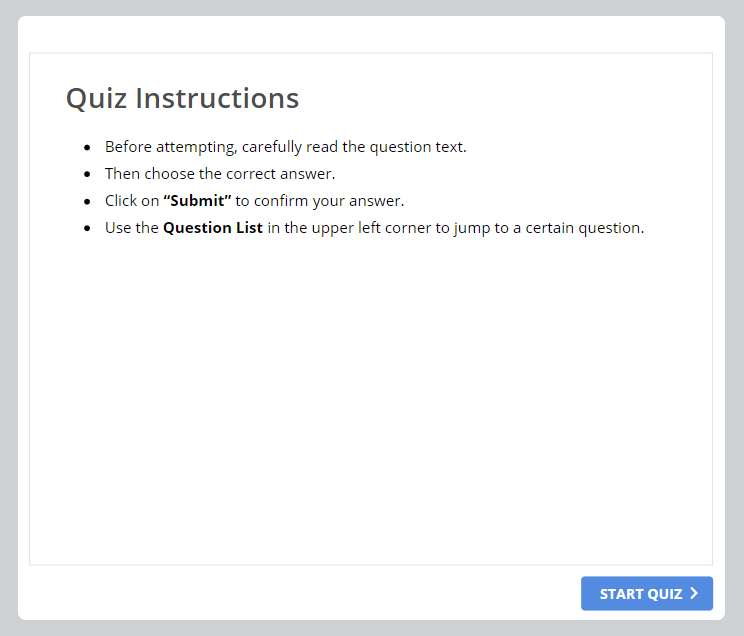 Quiz Instructions
Before attempting, carefully read the question text.
Then choose the correct answer.
Click on “Submit” to confirm your answer.
Use the Question List in the upper left corner to jump to a certain question.
START QUIZ